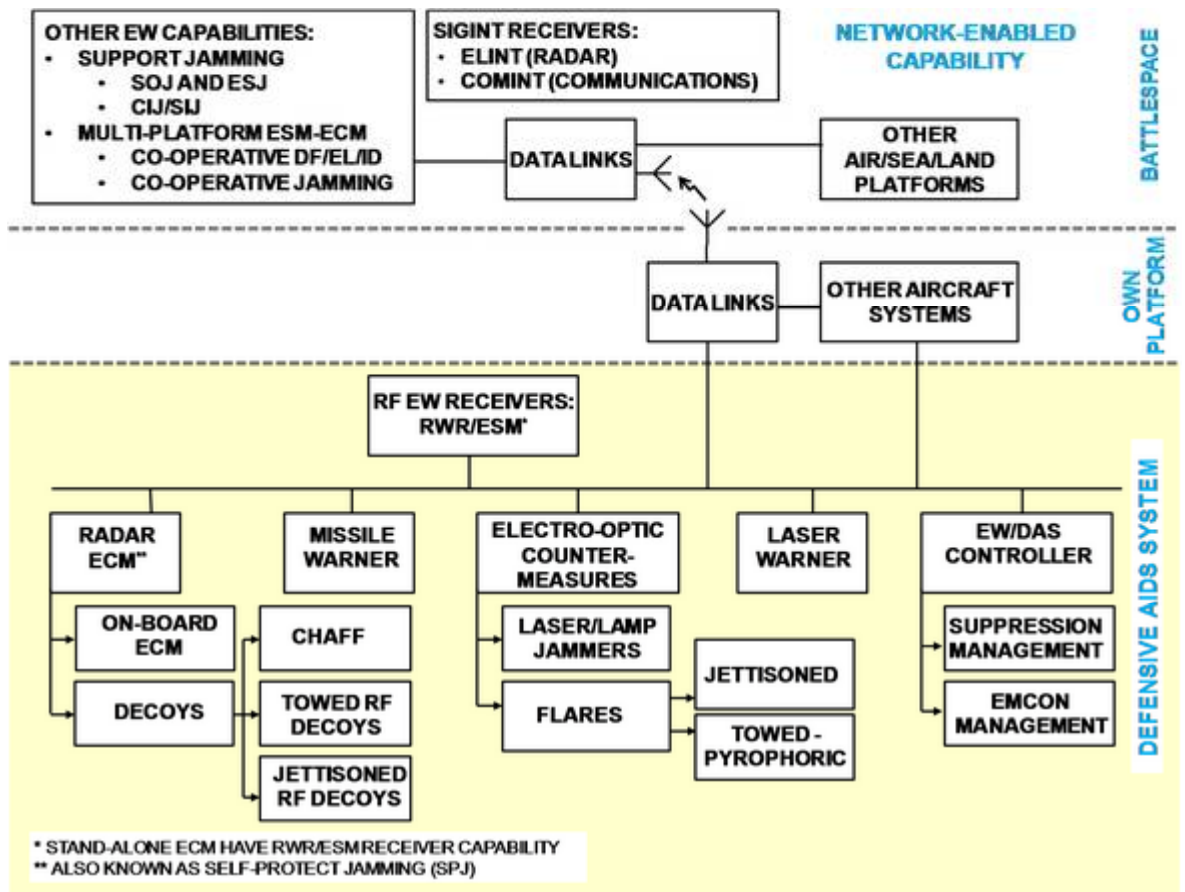 OTHER EW CAPABILITIES:
• SUPPORT JAMMING
• SOJ AND ESJ
• CIJ/SIJ
• MULTI-PLATFORM ESM-ECM
• CO-OPERATIVE DF/EL/ID
• CO-OPERATIVE JAMMING
SIGINT RECEIVERS:
• ELINT (RADAR)
• COMINT (COMMUNICATIONS)
NETWORK-ENABLED
CAPABILITY
BATTLESPACE
DATA LINKS
OTHER
AIR/SEA/LAND
PLATFORMS
DATA LINKS
OTHER AIRCRAFT
SYSTEMS
OWN
PLATFORM
RF EW RECEIVERS:
RWR/ESM*
RADAR
ECM**
MISSILE
WARNER
ELECTRO-OPTIC
COUNTER-
MEASURES
LASER
WARNER
EW/DAS
CONTROLLER
DEFENSIVE AIDS SYSTEM
ON-BOARD
ECM
CHAFF
LASER/LAMP
JAMMERS
JETTISONED
SUPPRESSION
MANAGEMENT
DECOYS
TOWED RF
DECOYS
FLARES
TOWED -
PYROPHORIC
EMCON
MANAGEMENT
JETTISONED
RF DECOYS
* STAND-ALONE ECM HAVE RWR/ESM RECEIVER CAPABILITY
** ALSO KNOWN AS SELF-PROTECT JAMMING (SPJ)